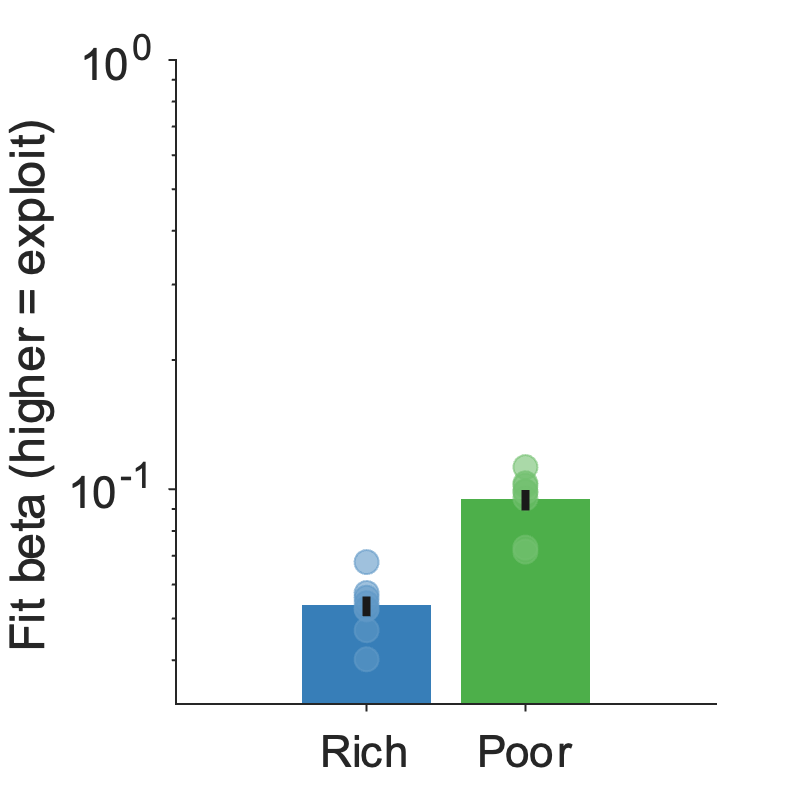 Fit beta (higher = exploit)
10^0
10^-1
Rich
Poor